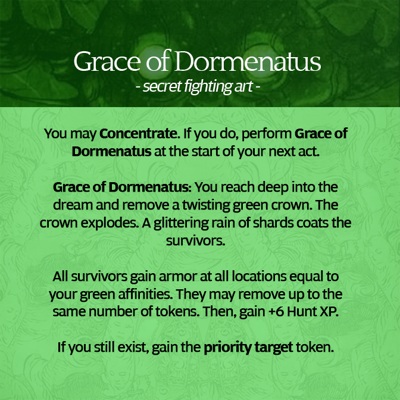 Grace of Dormenatus
- secret fighting art -
You may Concentrate. If you do, perform Grace of
Dormenatus at the start of your next act.
Grace of Dormenatus: You reach deep into the
dream and remove a twisting green crown. The
crown explodes. A glittering rain of shards coats the
survivors.
All survivors gain armor at all locations equal to
your green affinities. They may remove up to the
same number of tokens. Then, gain +6 Hunt XP.
If you still exist, gain the priority target token.